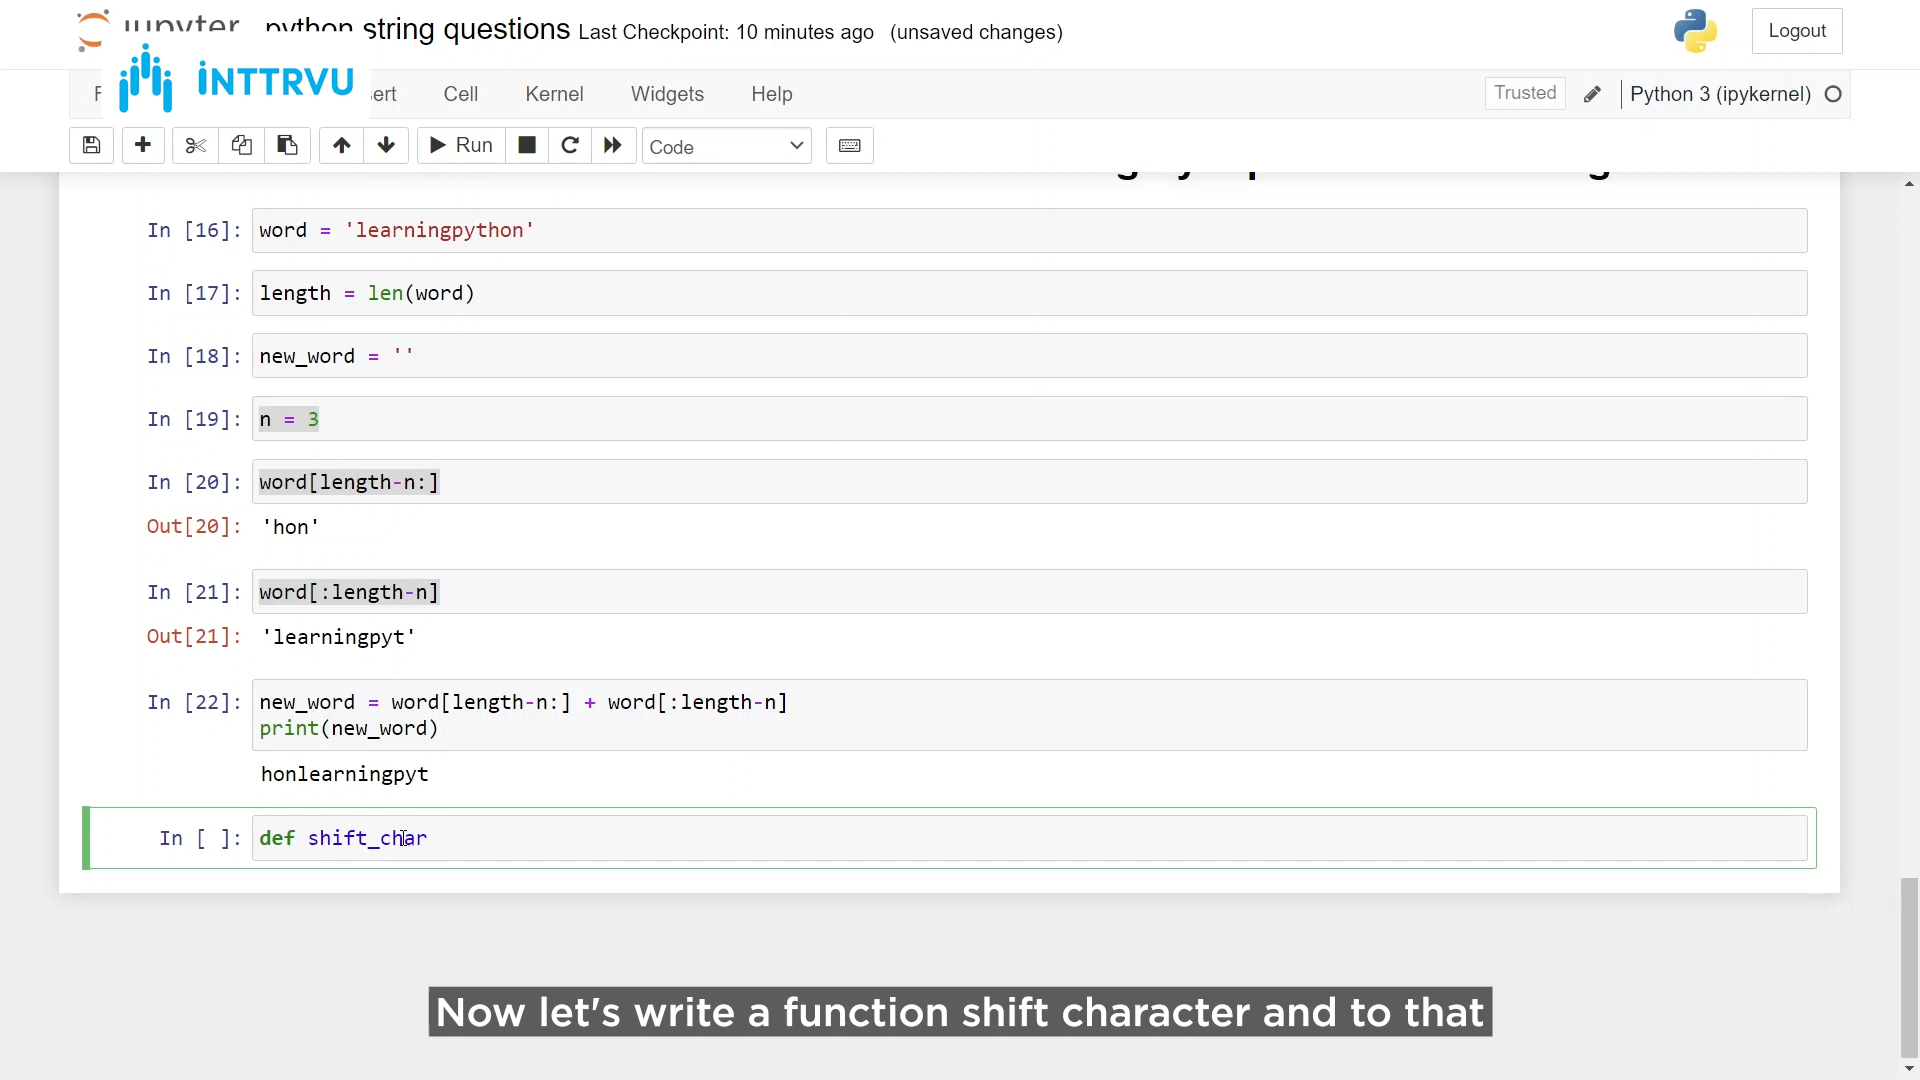 python string questions Last Checkpoint: 10 minutes ago (unsaved changes)
Logout
INTTRVU
Cell Kernel Widgets Help
Trusted Python 3 (ipykernel)
Run Code
In [16]: word = 'learningpython'
In [17]: length = len(word)
In [18]: new_word = ''
In [19]: n = 3
In [20]: word[length-n:]
Out[20]: 'hon'
In [21]: word[:length-n]
Out[21]: 'learningpyt'
In [22]: new_word = word[length-n:] + word[:length-n]
print(new_word)
honlearningpyt
In [ ]: def shift_char
Now let's write a function shift character and to that